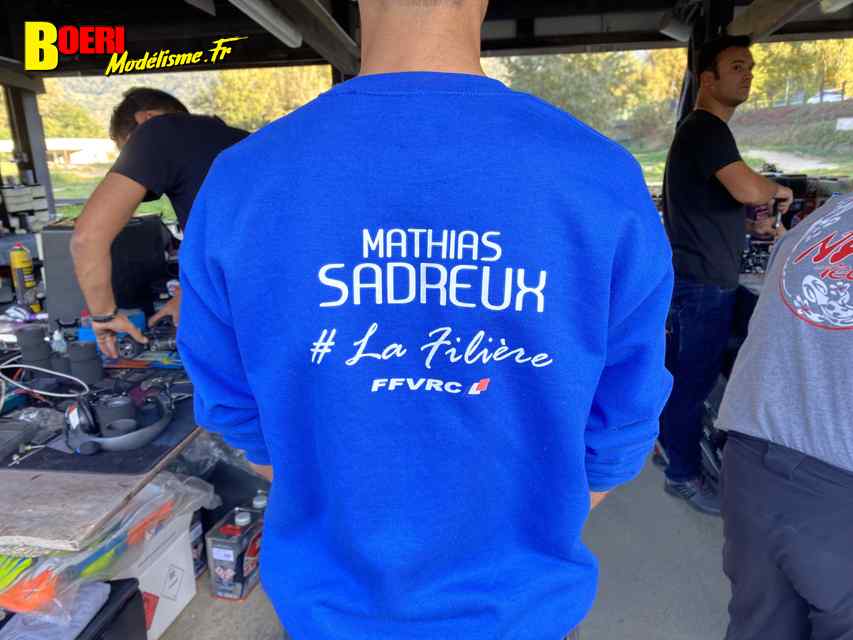 BOERI
Modélisme.Fr
MATHIAS
SADREUX
# La Filière
FFVRC